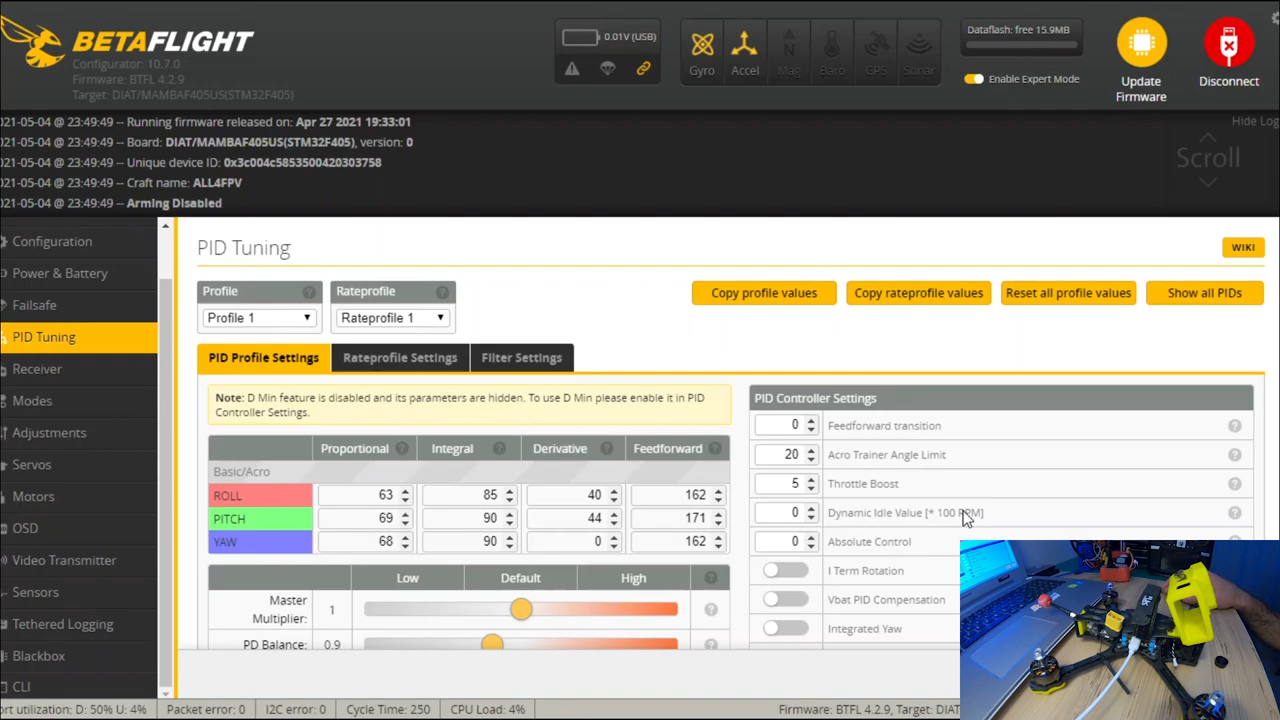 BETAFLIGHT
Configurator: 10.7.0
Firmware: BTFL 4.2.9
Target: DIAT/MAMBAF405US(STM32F405)
0.01V (USB)
Gyro
Accel
Mag
Baro
GPS
Sonar
Dataflash: free 15.9MB
Enable Expert Mode
Update
Firmware
Disconnect
Hide Log
Scroll
021-05-04 @ 23:49:49 -- Running firmware released on: Apr 27 2021 19:33:01
021-05-04 @ 23:49:49 -- Board: DIAT/MAMBAF405US(STM32F405), version: 0
021-05-04 @ 23:49:49 -- Unique device ID: 0x3c004c5853500420303758
021-05-04 @ 23:49:49 -- Craft name: ALL4FPV
021-05-04 @ 23:49:49 -- Arming Disabled
Configuration
Power & Battery
Failsafe
PID Tuning
Receiver
Modes
Adjustments
Servos
Motors
OSD
Video Transmitter
Sensors
Tethered Logging
Blackbox
CLI
PID Tuning
WIKI
Profile
Profile 1
Rateprofile
Rateprofile 1
Copy profile values
Copy rateprofile values
Reset all profile values
Show all PIDs
PID Profile Settings
Rateprofile Settings
Filter Settings
Note: D Min feature is disabled and its parameters are hidden. To use D Min please enable it in PID
Controller Settings.
Proportional Integral Derivative Feedforward
Basic/Acro
ROLL 63 85 40 162
PITCH 69 90 44 171
YAW 68 90 0 162
Low Default High
Master
Multiplier: 1
PD Balance: 0.9
PID Controller Settings
0 Feedforward transition
20 Acro Trainer Angle Limit
5 Throttle Boost
0 Dynamic Idle Value [* 100 RPM]
0 Absolute Control
I Term Rotation
Vbat PID Compensation
Integrated Yaw
ort utilization: D: 50% U: 4%
Packet error: 0
I2C error: 0
Cycle Time: 250
CPU Load: 4%
Firmware: BTFL 4.2.9, Target: DIAT